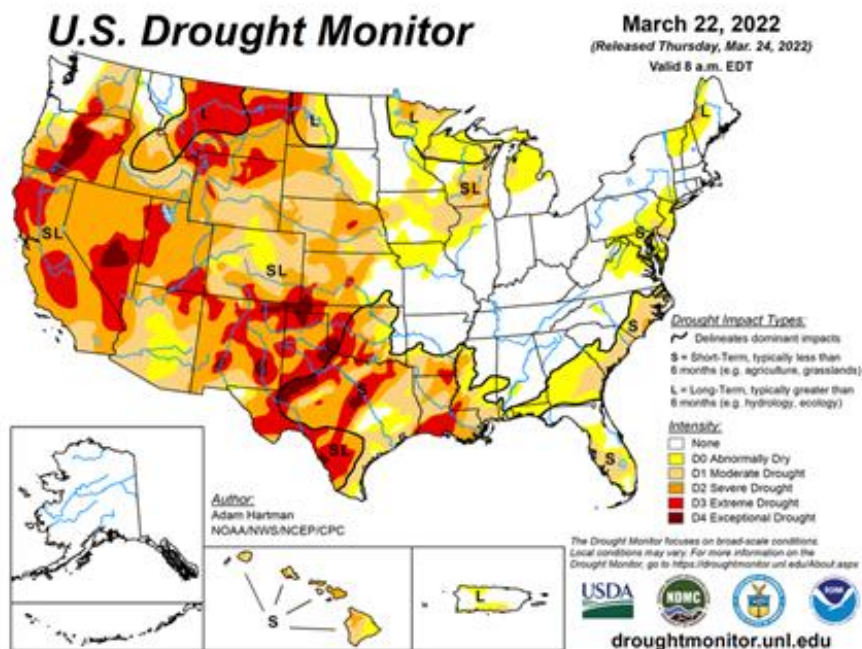 U.S. Drought Monitor
March 22, 2022
(Released Thursday, Mar. 24, 2022)
Valid 8 a.m. EDT
L
L
L
L
SL
SL
SL
S
S
S
S
SL
S
L
Drought Impact Types:
Delineates dominant impacts
S = Short-Term, typically less than
6 months (e.g. agriculture, grasslands)
L = Long-Term, typically greater than
6 months (e.g. hydrology, ecology)
Intensity:
None
D0 Abnormally Dry
D1 Moderate Drought
D2 Severe Drought
D3 Extreme Drought
D4 Exceptional Drought
Author:
Adam Hartman
NOAA/NWS/NCEP/CPC
The Drought Monitor focuses on broad-scale conditions.
Local conditions may vary. For more information on the
Drought Monitor, go to https://droughtmonitor.unl.edu/About.aspx
USDA
NDMC
NOAA
droughtmonitor.unl.edu